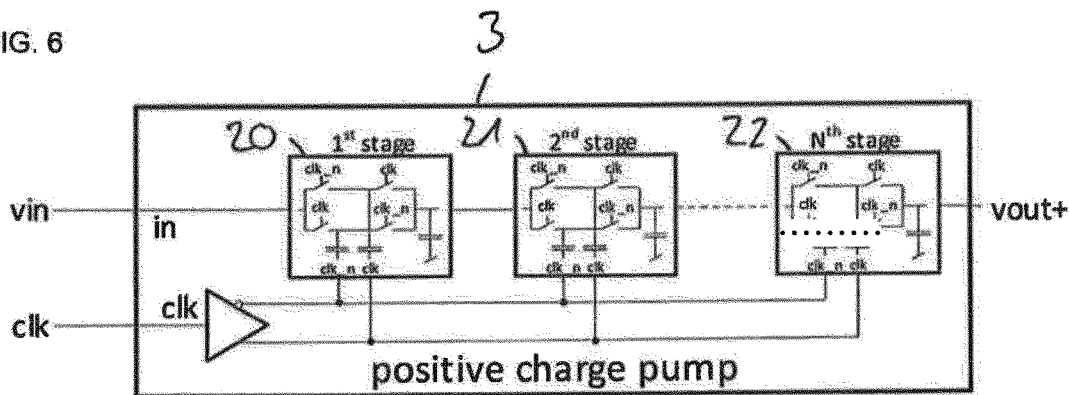 IG. 6
3
20 1st stage 21 2nd stage 22 Nth stage
clk_n clk clk_n clk clk_n clk
clk clk_n clk clk_n clk clk_n
vin in vout+
clk_n clk clk_n clk clk_n clk
clk clk
positive charge pump